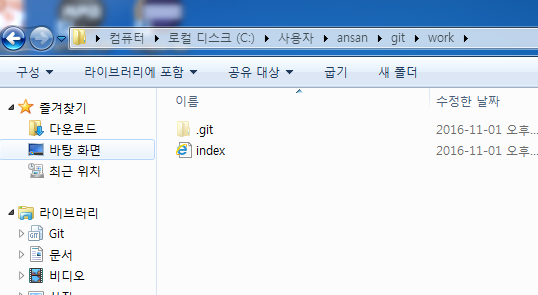 컴퓨터 ▸ 로컬 디스크 (C:) ▸ 사용자 ▸ ansan ▸ git ▸ work ▸
구성 라이브러리에 포함 공유 대상 굽기 새 폴더
즐겨찾기
다운로드
바탕 화면
최근 위치
라이브러리
Git
문서
비디오
이름 수정한 날짜
.git 2016-11-01 오후...
index 2016-11-01 오후...